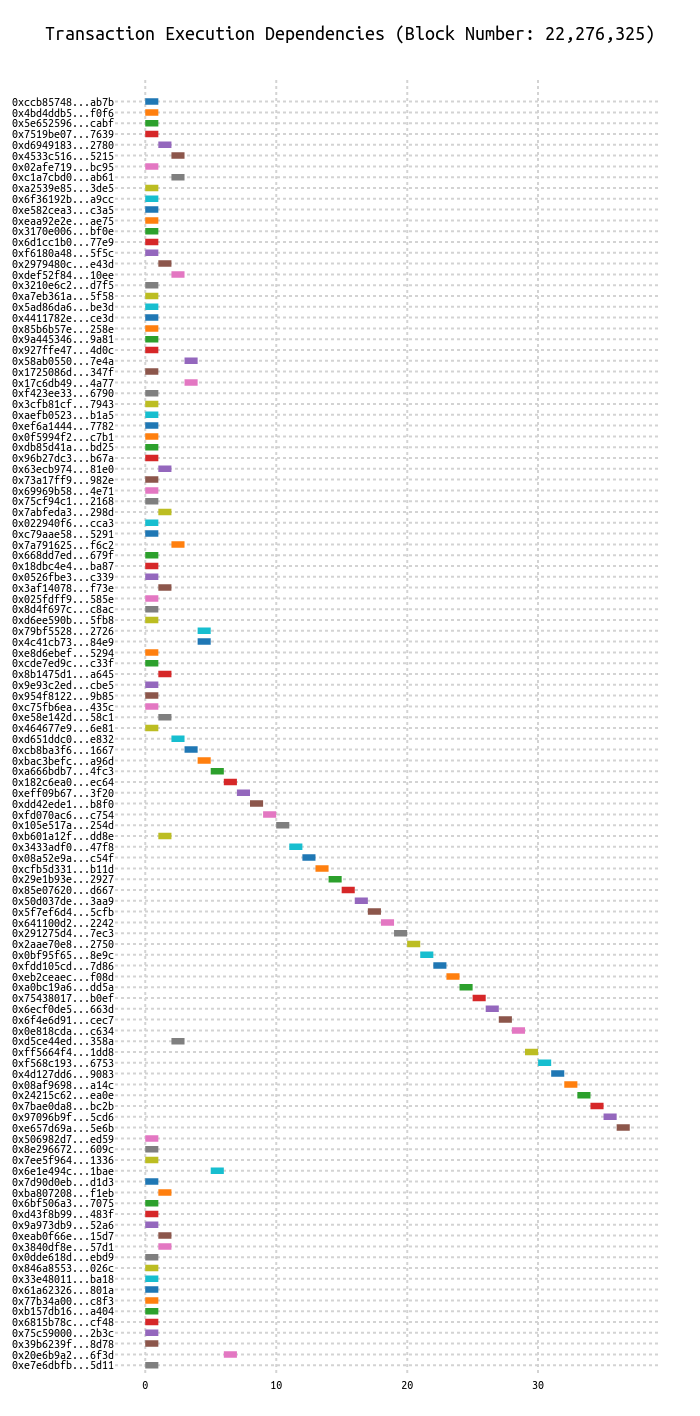 Transaction Execution Dependencies (Block Number: 22,276,325)
0xccb85748...ab7b
0x4bd4ddb5...f0f6
0x5e652596...cabf
0x7519be07...7639
0xd6949183...2780
0x4533c516...5215
0x02afe719...bc95
0xc1a7cbd0...ab61
0xa2539e85...3de5
0x6f36192b...a9cc
0xe582cea3...c3a5
0xeaa92e2e...ae75
0x3170e006...bf0e
0x6d1cc1b0...77e9
0xf6180a48...5f5c
0x2979480c...e43d
0xdef52f84...10ee
0x3210e6c2...d7f5
0xa7eb361a...5f58
0x5ad86da6...be3d
0x4411782e...ce3d
0x85b6b57e...258e
0x9a445346...9a81
0x927ffe47...4d0c
0x58ab0550...7e4a
0x1725086d...347f
0x17c6db49...4a77
0xf423ee33...6790
0x3cfb81cf...7943
0xaefb0523...b1a5
0xef6a1444...7782
0x0f5994f2...c7b1
0xdb85d41a...bd25
0x96b27dc3...b67a
0x63ecb974...81e0
0x73a17ff9...982e
0x69969b58...4e71
0x75cf94c1...2168
0x7abfeda3...298d
0x022940f6...cca3
0xc79aae58...5291
0x7a791625...f6c2
0x668dd7ed...679f
0x18dbc4e4...ba87
0x0526fbe3...c339
0x3af14078...f73e
0x025fdff9...585e
0x8d4f697c...c8ac
0xd6ee590b...5fb8
0x79bf5528...2726
0x4c41cb73...84e9
0xe8d6ebef...5294
0xcde7ed9c...c33f
0x8b1475d1...a645
0x9e93c2ed...cbe5
0x954f8122...9b85
0xc75fb6ea...435c
0xe58e142d...58c1
0x464677e9...6e81
0xd651ddc0...e832
0xcb8ba3f6...1667
0xbac3befc...a96d
0xa666bdb7...4fc3
0x182c6ea0...ec64
0xeff09b67...3f20
0xdd42ede1...b8f0
0xfd070ac6...c754
0x105e517a...254d
0xb601a12f...dd8e
0x3433adf0...47f8
0x08a52e9a...c54f
0xcfb5d331...b11d
0x29e1b93e...2927
0x85e07620...d667
0x50d037de...3aa9
0x5f7ef6d4...5cfb
0x641100d2...2242
0x291275d4...7ec3
0x2aae70e8...2750
0x0bf95f65...8e9c
0xfdd105cd...7d86
0xeb2ceaec...f08d
0xa0bc19a6...dd5a
0x75438017...b0ef
0x6ecf0de5...663d
0x6f4e6d91...cec7
0x0e818cda...c634
0xd5ce44ed...358a
0xff5664f4...1dd8
0xf568c193...6753
0x4d127dd6...9083
0x08af9698...a14c
0x24215c62...ea0e
0x7bae0da8...bc2b
0x97096b9f...5cd6
0xe657d69a...5e6b
0x506982d7...ed59
0x8e296672...609c
0x7ee5f964...1336
0x6e1e494c...1bae
0x7d90d0eb...d1d3
0xba807208...f1eb
0x6bf506a3...7075
0xd43f8b99...483f
0x9a973db9...52a6
0xeab0f66e...15d7
0x3840df8e...57d1
0x0dde618d...ebd9
0x846a8553...026c
0x33e48011...ba18
0x61a62326...801a
0x77b34a00...c8f3
0xb157db16...a404
0x6815b78c...cf48
0x75c59000...2b3c
0x39b6239f...8d78
0x20e6b9a2...6f3d
0xe7e6dbfb...5d11
0 10 20 30